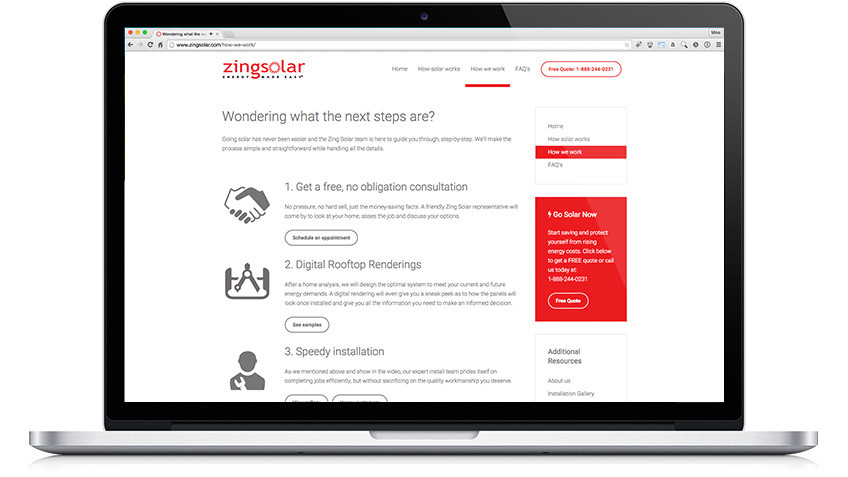 Wondering what the ne
Mike
www.zingsolar.com/how-we-work/
zingsolar
ENERGY MADE EASY
Home
How solar works
How we work
FAQ's
Free Quote: 1-888-244-0231
Wondering what the next steps are?
Going solar has never been easier and the Zing Solar team is here to guide you through, step-by-step. We'll make the
process simple and straightforward while handling all the details.
1. Get a free, no obligation consultation
No pressure, no hard sell, just the money-saving facts. A friendly Zing Solar representative will
come by to look at your home, asses the job and discuss your options.
Schedule an appointment
2. Digital Rooftop Renderings
After a home analysis, we will design the optimal system to meet your current and future
energy demands. A digital rendering will even give you a sneak peek as to how the panels will
look once installed and give you all the information you need to make an informed decision.
See samples
3. Speedy installation
As we mentioned above and show in the video, our expert install team prides itself on
completing jobs efficiently, but without sacrificing on the quality workmanship you deserve.
Home
How solar works
How we work
FAQ's
Go Solar Now
Start saving and protect
yourself from rising
energy costs. Click below
to get a FREE quote or call
us today at:
1-888-244-0231
Free Quote
Additional
Resources
About us
Installation Gallery